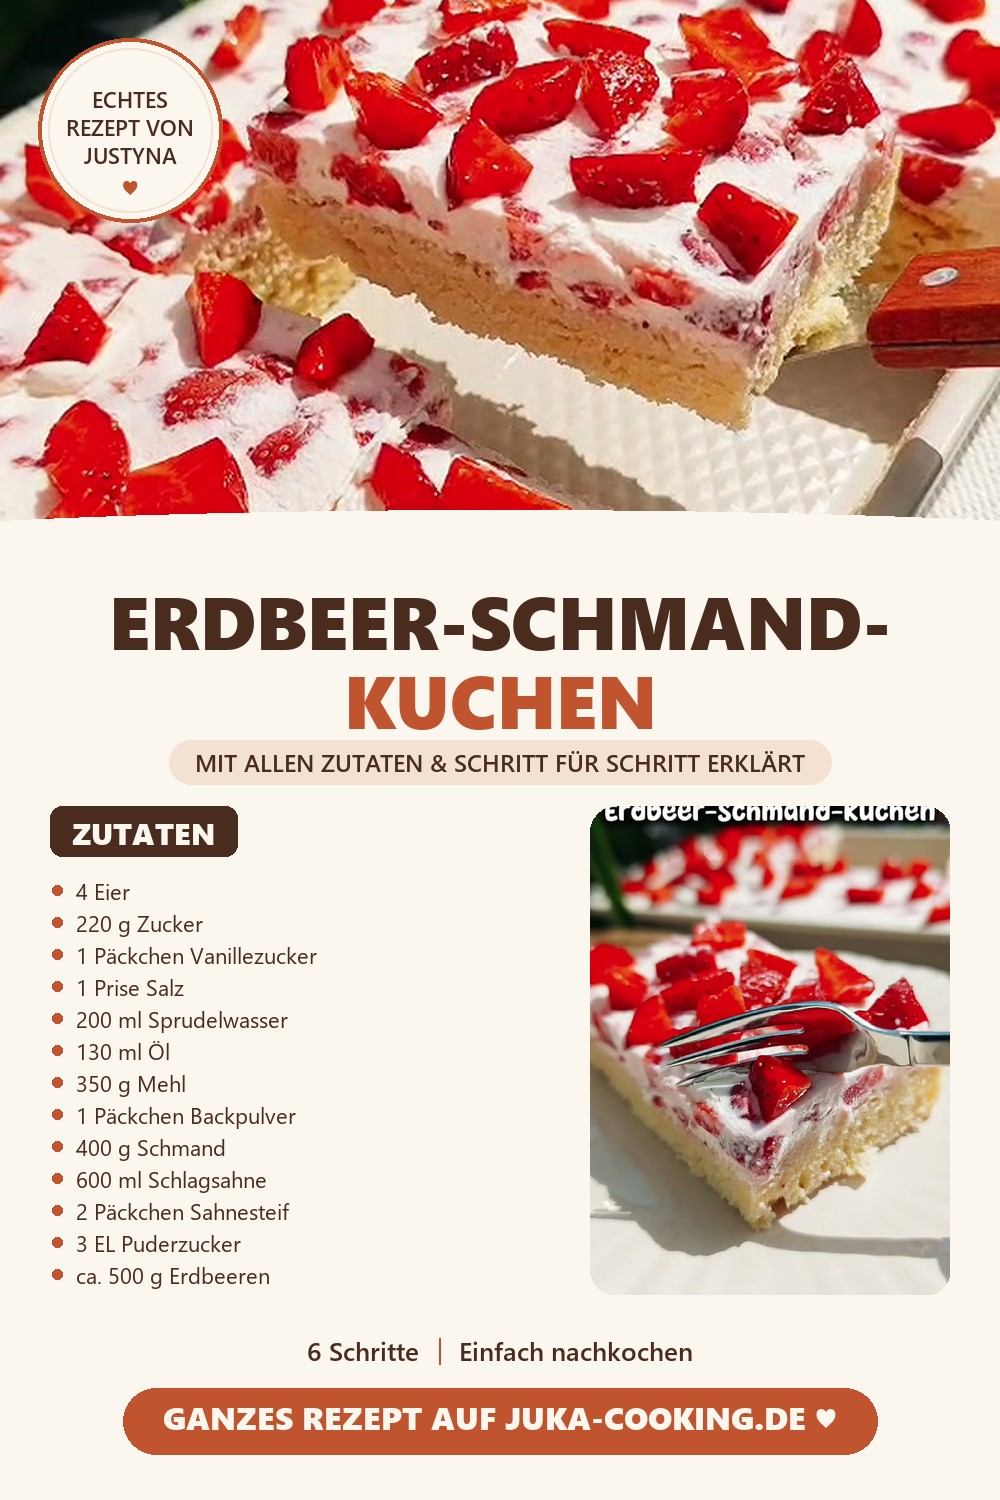 ECHTES
REZEPT VON
JUSTYNA
ERDBEER-SCHMAND-
KUCHEN
MIT ALLEN ZUTATEN & SCHRITT FÜR SCHRITT ERKLÄRT
ZUTATEN
4 Eier
220 g Zucker
1 Päckchen Vanillezucker
1 Prise Salz
200 ml Sprudelwasser
130 ml Öl
350 g Mehl
1 Päckchen Backpulver
400 g Schmand
600 ml Schlagsahne
2 Päckchen Sahnesteif
3 EL Puderzucker
ca. 500 g Erdbeeren
Erdbeer-Schmand-Kuchen
6 Schritte | Einfach nachkochen
GANZES REZEPT AUF JUKA-COOKING.DE ♥